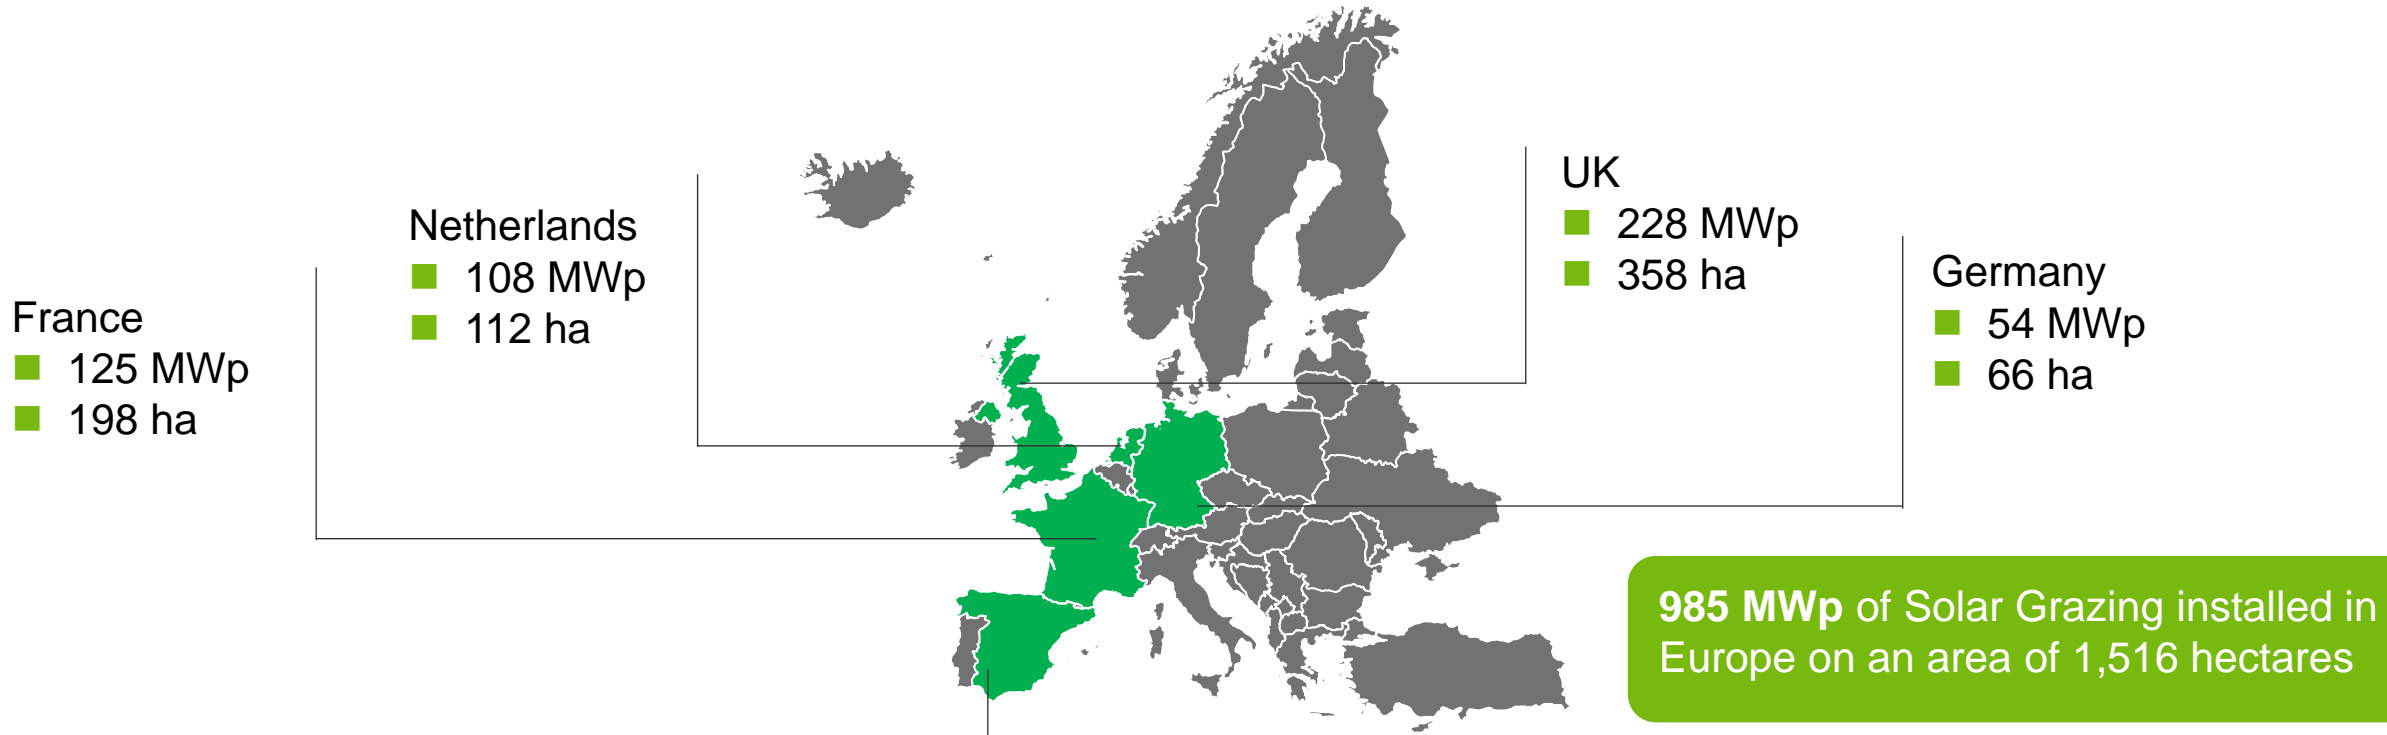 France
125 MWp
198 ha
Netherlands
108 MWp
112 ha
UK
228 MWp
358 ha
Germany
54 MWp
66 ha
985 MWp of Solar Grazing installed in
Europe on an area of 1,516 hectares